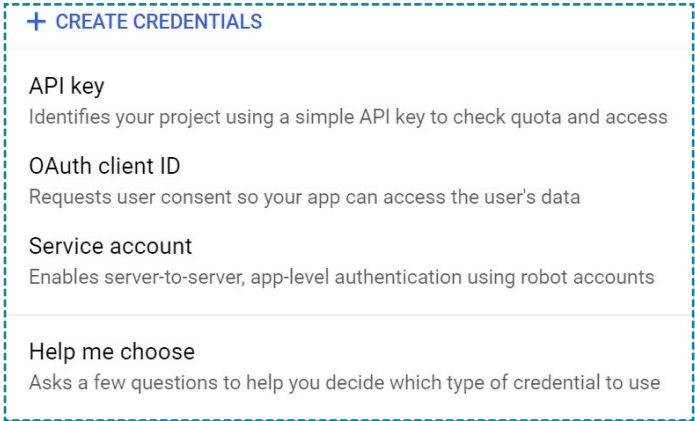 + CREATE CREDENTIALS
API key
Identifies your project using a simple API key to check quota and access
OAuth client ID
Requests user consent so your app can access the user's data
Service account
Enables server-to-server, app-level authentication using robot accounts
Help me choose
Asks a few questions to help you decide which type of credential to use